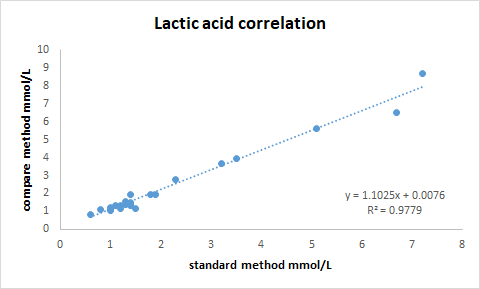 Lactic acid correlation
compare method mmol/L
10
9
8
7
6
5
4
3
2
1
0
y = 1.1025x + 0.0076
R² = 0.9779
0 1 2 3 4 5 6 7 8
standard method mmol/L